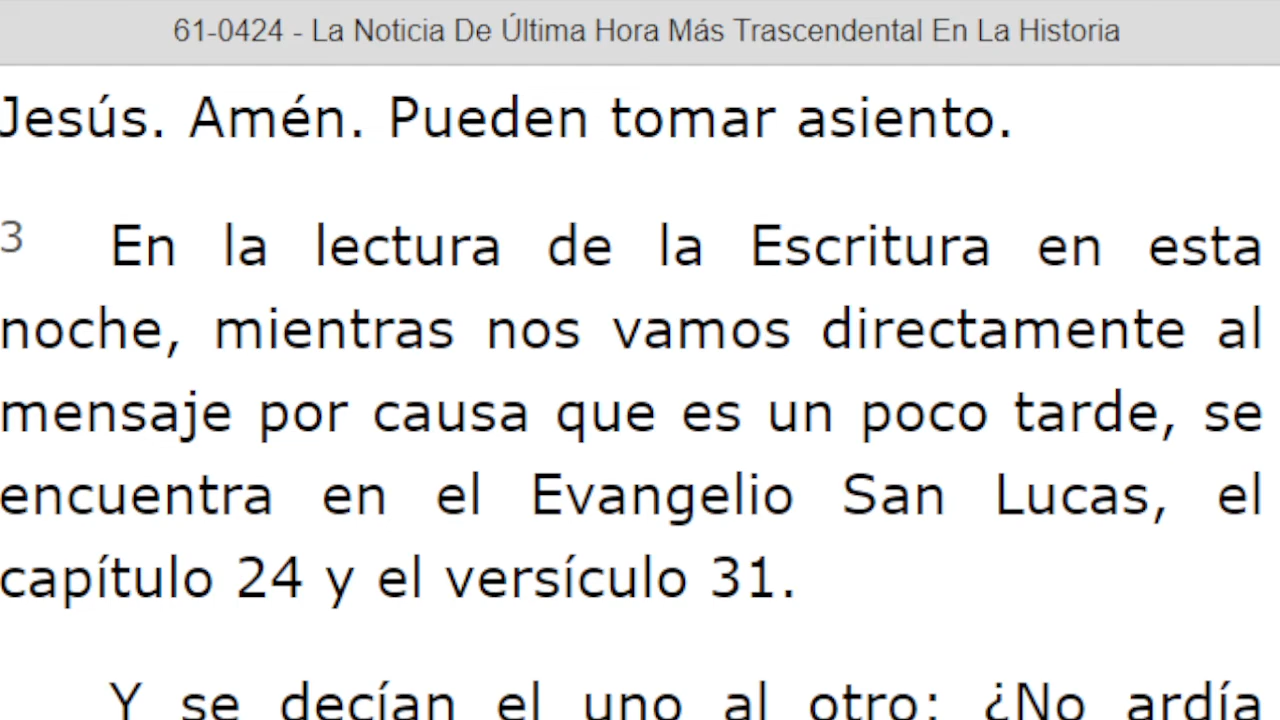 61-0424 - La Noticia De Última Hora Más Trascendental En La Historia
Jesús. Amén. Pueden tomar asiento.
3 En la lectura de la Escritura en esta
noche, mientras nos vamos directamente al
mensaje por causa que es un poco tarde, se
encuentra en el Evangelio San Lucas, el
capítulo 24 y el versículo 31.
Y se decían el uno al otro: ¿No ardía